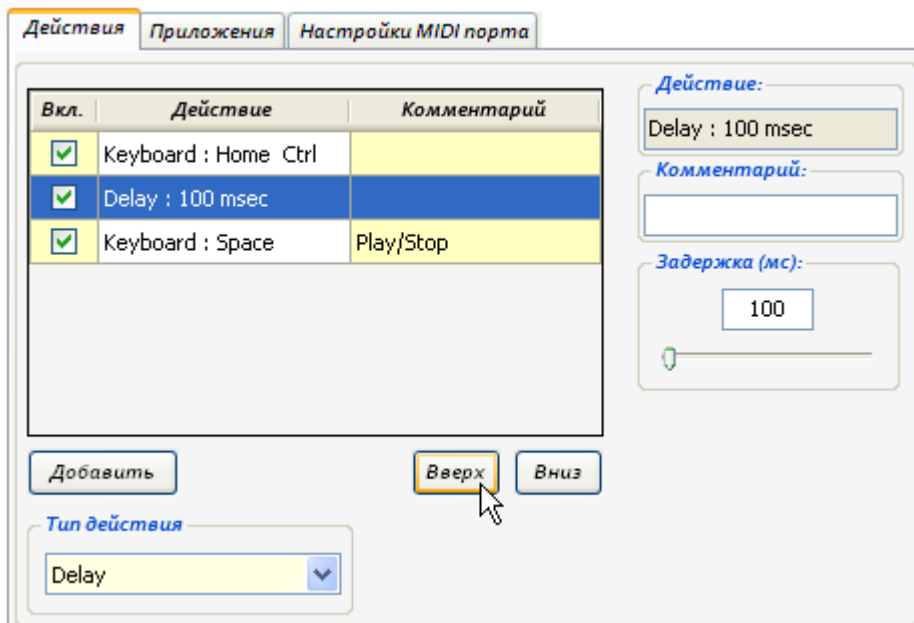 Действия Приложения Настройки MIDI порта
Вкл. Действие Комментарий
Keyboard : Home Ctrl
Delay : 100 msec
Keyboard : Space Play/Stop
Добавить Вверх Вниз
Тип действия
Delay
Действие:
Delay : 100 msec
Комментарий:
Задержка (мс):
100